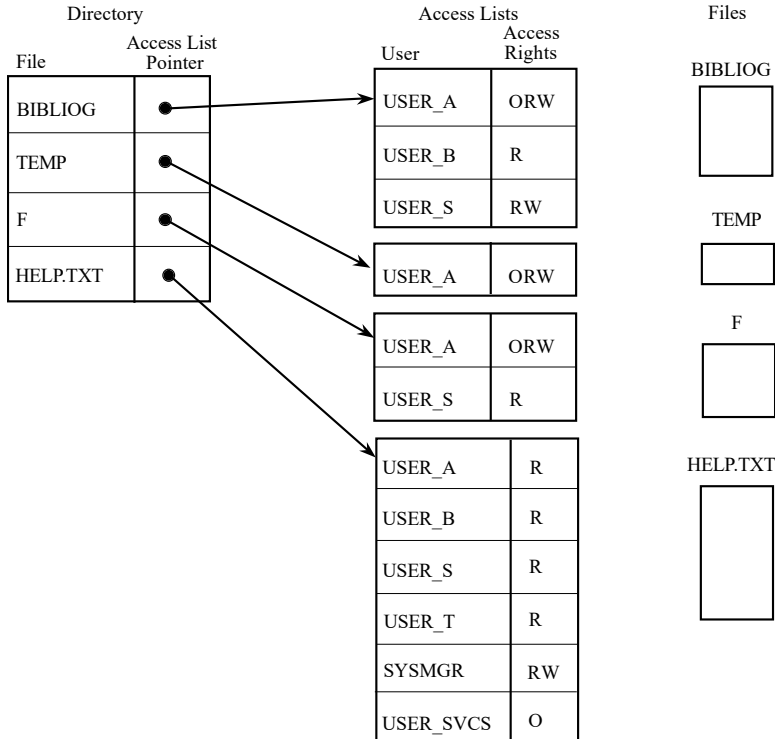 Directory
Access List
File Pointer
BIBLIOG
TEMP
F
HELP.TXT
Access Lists
Access
User Rights
USER_A ORW
USER_B R
USER_S RW
USER_A ORW
USER_A ORW
USER_S R
USER_A R
USER_B R
USER_S R
USER_T R
SYSMGR RW
USER_SVCS O
Files
BIBLIOG
TEMP
F
HELP.TXT